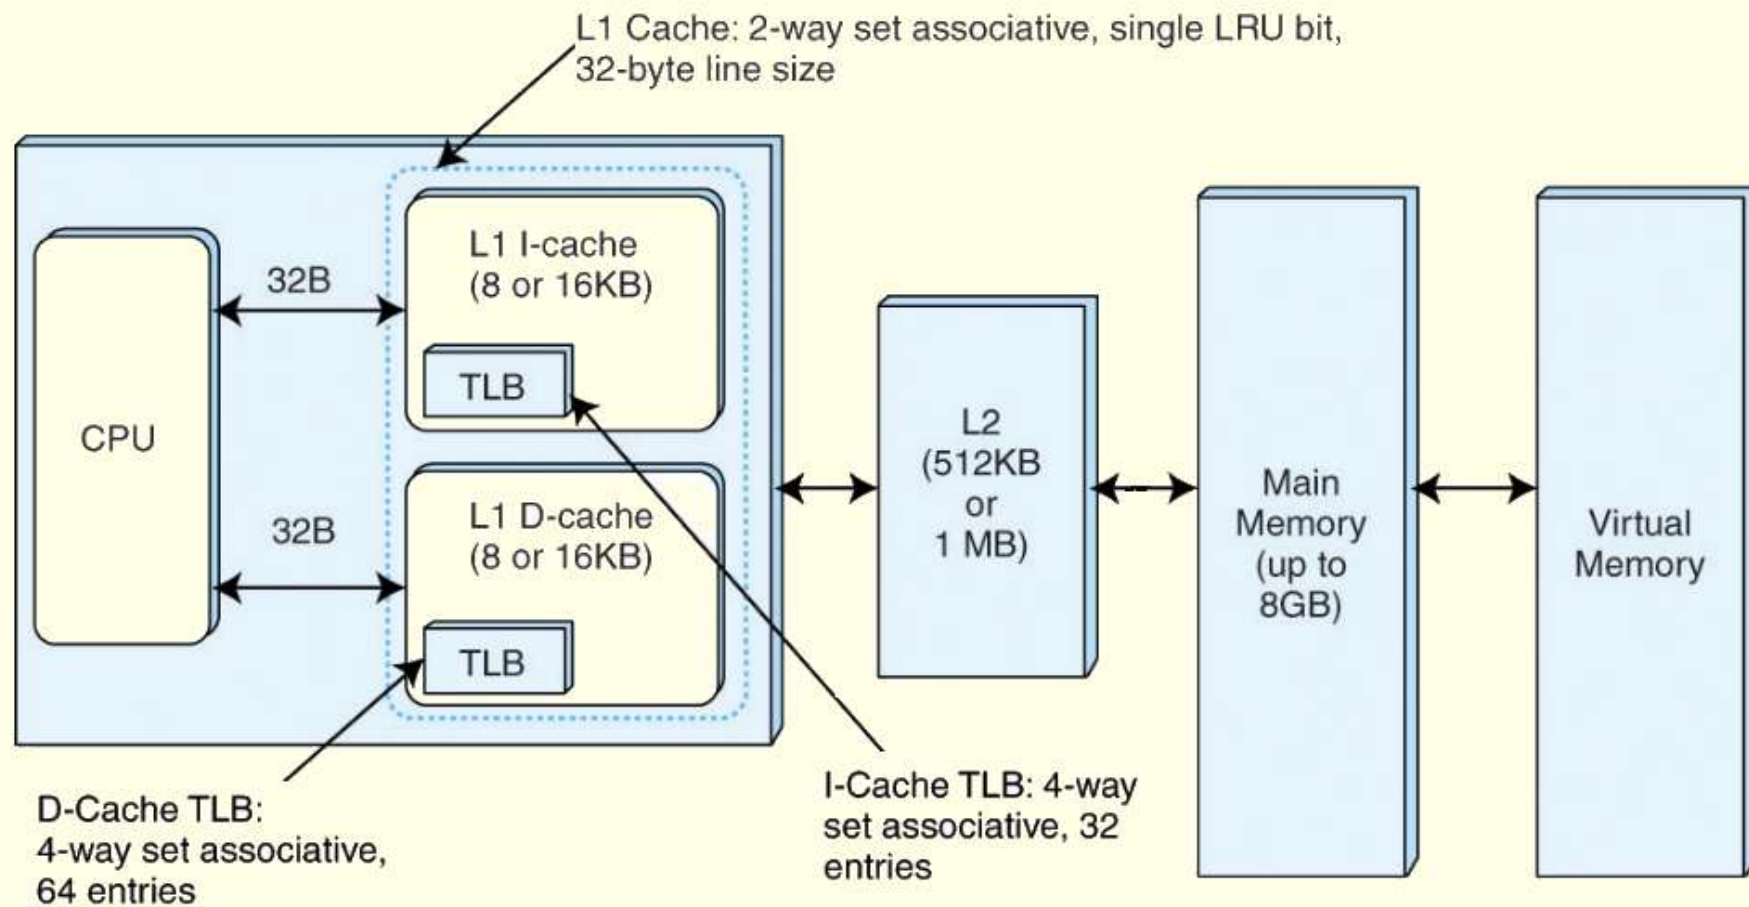 L1 Cache: 2-way set associative, single LRU bit,
32-byte line size
CPU
32B
32B
L1 I-cache
(8 or 16KB)
TLB
L1 D-cache
(8 or 16KB)
TLB
L2
(512KB
or
1 MB)
Main
Memory
(up to
8GB)
Virtual
Memory
D-Cache TLB:
4-way set associative,
64 entries
I-Cache TLB: 4-way
set associative, 32
entries